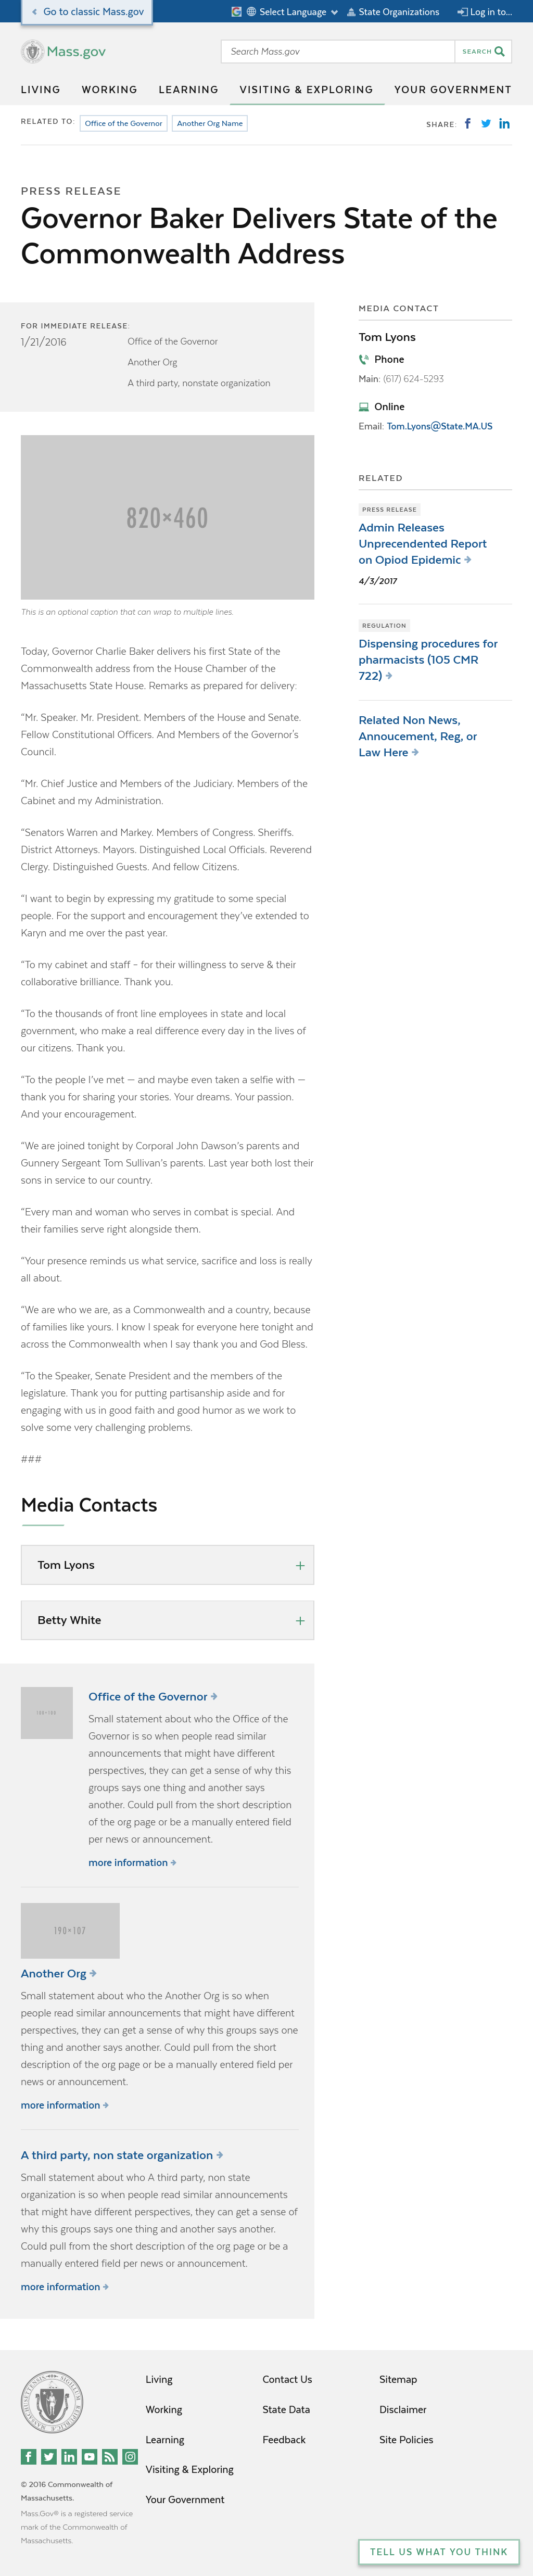 Go to classic Mass.gov
Select Language
State Organizations
Log in to...
Mass.gov
Search Mass.gov
SEARCH
LIVING
WORKING
LEARNING
VISITING & EXPLORING
YOUR GOVERNMENT
RELATED TO:
Office of the Governor
Another Org Name
SHARE:
PRESS RELEASE
Governor Baker Delivers State of the
Commonwealth Address
FOR IMMEDIATE RELEASE:
1/21/2016
Office of the Governor
Another Org
A third party, nonstate organization
820×460
This is an optional caption that can wrap to multiple lines.
Today, Governor Charlie Baker delivers his first State of the
Commonwealth address from the House Chamber of the
Massachusetts State House. Remarks as prepared for delivery:
“Mr. Speaker. Mr. President. Members of the House and Senate.
Fellow Constitutional Officers. And Members of the Governor's
Council.
“Mr. Chief Justice and Members of the Judiciary. Members of the
Cabinet and my Administration.
“Senators Warren and Markey. Members of Congress. Sheriffs.
District Attorneys. Mayors. Distinguished Local Officials. Reverend
Clergy. Distinguished Guests. And fellow Citizens.
“I want to begin by expressing my gratitude to some special
people. For the support and encouragement they’ve extended to
Karyn and me over the past year.
“To my cabinet and staff – for their willingness to serve & their
collaborative brilliance. Thank you.
“To the thousands of front line employees in state and local
government, who make a real difference every day in the lives of
our citizens. Thank you.
“To the people I’ve met — and maybe even taken a selfie with —
thank you for sharing your stories. Your dreams. Your passion.
And your encouragement.
“We are joined tonight by Corporal John Dawson’s parents and
Gunnery Sergeant Tom Sullivan’s parents. Last year both lost their
sons in service to our country.
“Every man and woman who serves in combat is special. And
their families serve right alongside them.
“Your presence reminds us what service, sacrifice and loss is really
all about.
“We are who we are, as a Commonwealth and a country, because
of families like yours. I know I speak for everyone here tonight and
across the Commonwealth when I say thank you and God Bless.
“To the Speaker, Senate President and the members of the
legislature. Thank you for putting partisanship aside and for
engaging with us in good faith and good humor as we work to
solve some very challenging problems.
###
MEDIA CONTACT
Tom Lyons
Phone
Main: (617) 624-5293
Online
Email: Tom.Lyons@State.MA.US
RELATED
PRESS RELEASE
Admin Releases
Unprecendented Report
on Opiod Epidemic
4/3/2017
REGULATION
Dispensing procedures for
pharmacists (105 CMR
722)
Related Non News,
Annoucement, Reg, or
Law Here
Media Contacts
Tom Lyons
Betty White
Office of the Governor
Small statement about who the Office of the
Governor is so when people read similar
announcements that might have different
perspectives, they can get a sense of why this
groups says one thing and another says
another. Could pull from the short description
of the org page or be a manually entered field
per news or announcement.
more information
190×107
Another Org
Small statement about who the Another Org is so when
people read similar announcements that might have different
perspectives, they can get a sense of why this groups says one
thing and another says another. Could pull from the short
description of the org page or be a manually entered field per
news or announcement.
more information
A third party, non state organization
Small statement about who A third party, non state
organization is so when people read similar announcements
that might have different perspectives, they can get a sense of
why this groups says one thing and another says another.
Could pull from the short description of the org page or be a
manually entered field per news or announcement.
more information
Living
Working
Learning
Visiting & Exploring
Your Government
Contact Us
State Data
Feedback
Sitemap
Disclaimer
Site Policies
© 2016 Commonwealth of
Massachusetts.
Mass.Gov® is a registered service
mark of the Commonwealth of
Massachusetts.
TELL US WHAT YOU THINK